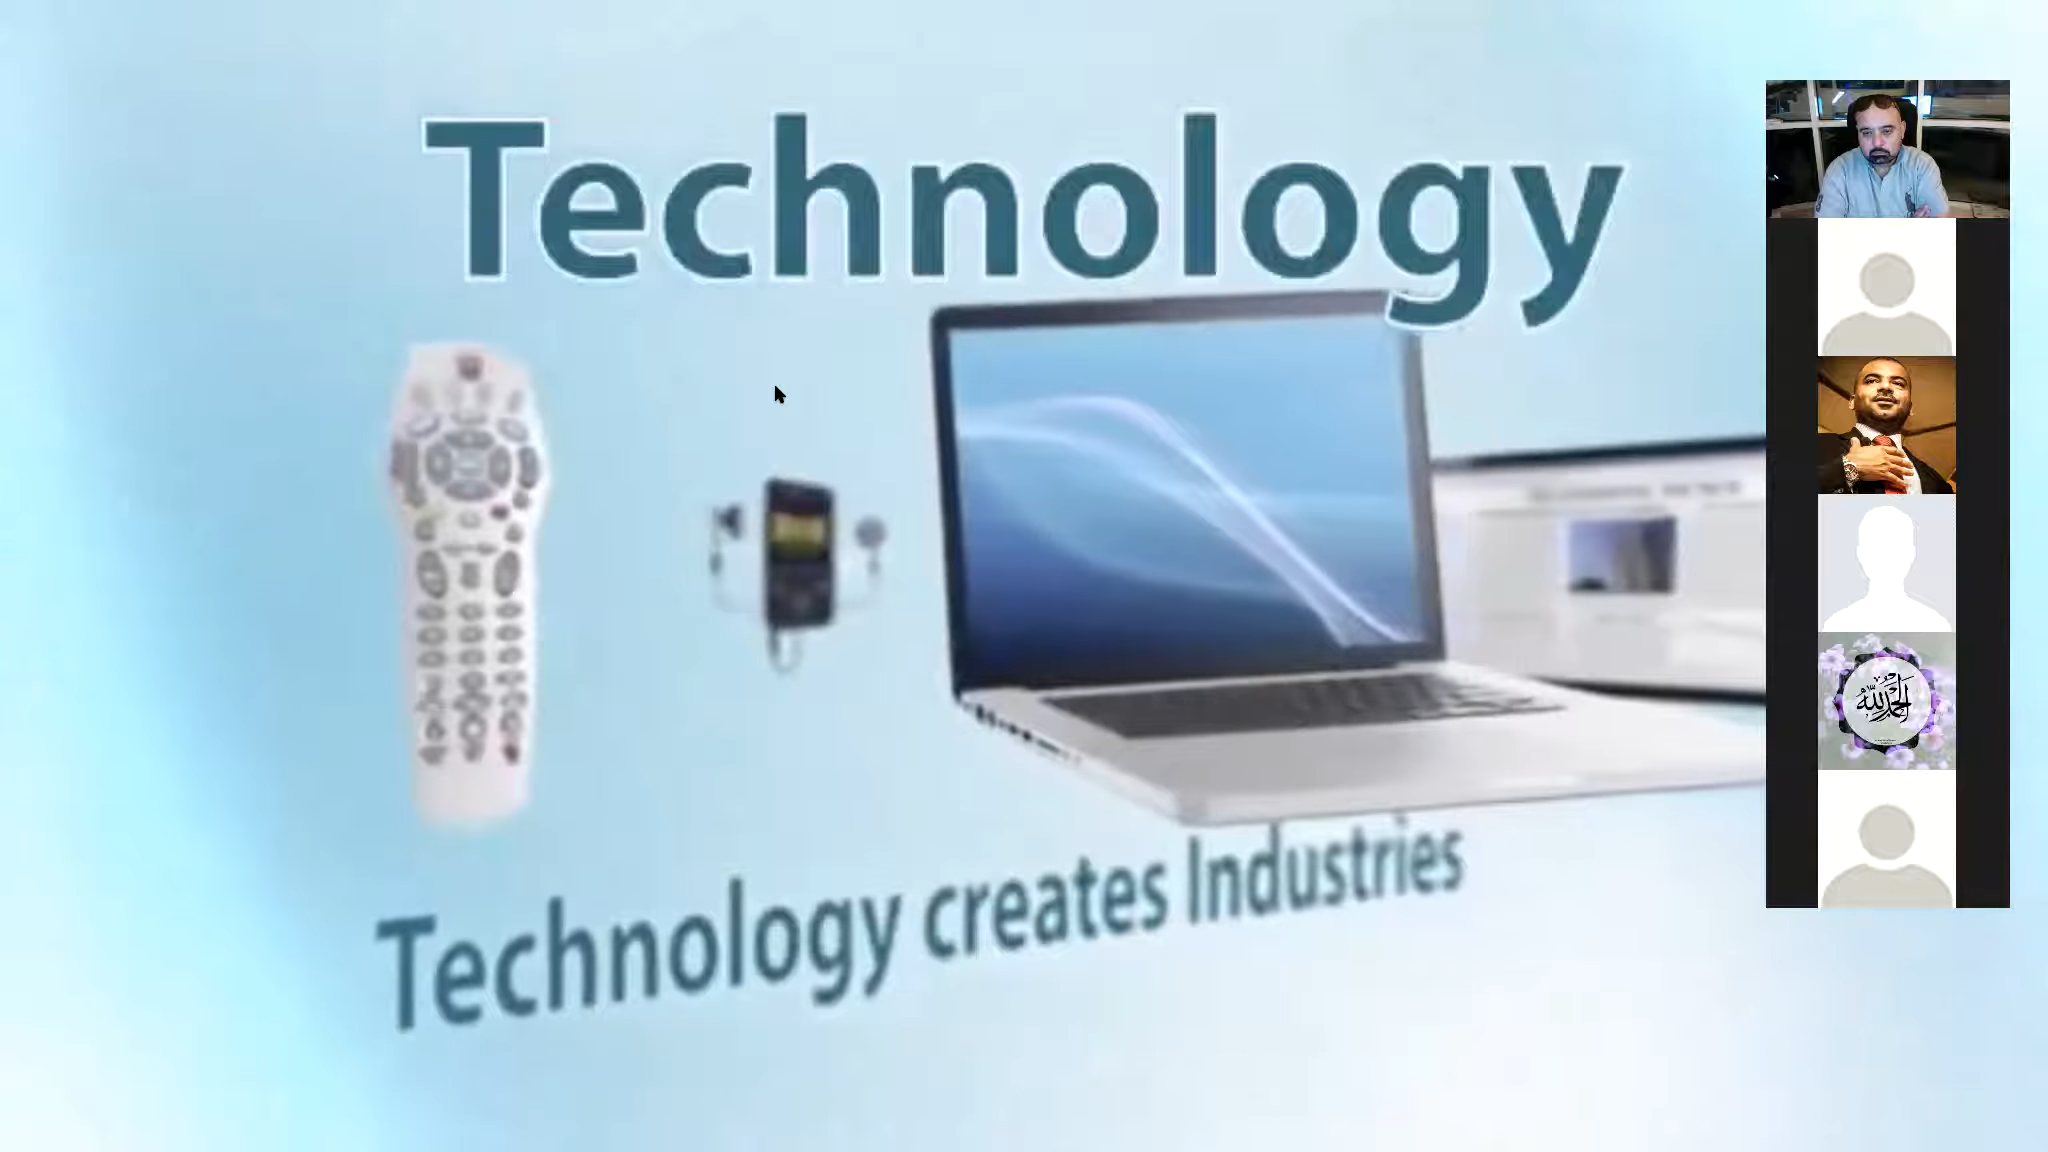 Technology
Technology creates Industries
الحمد لله